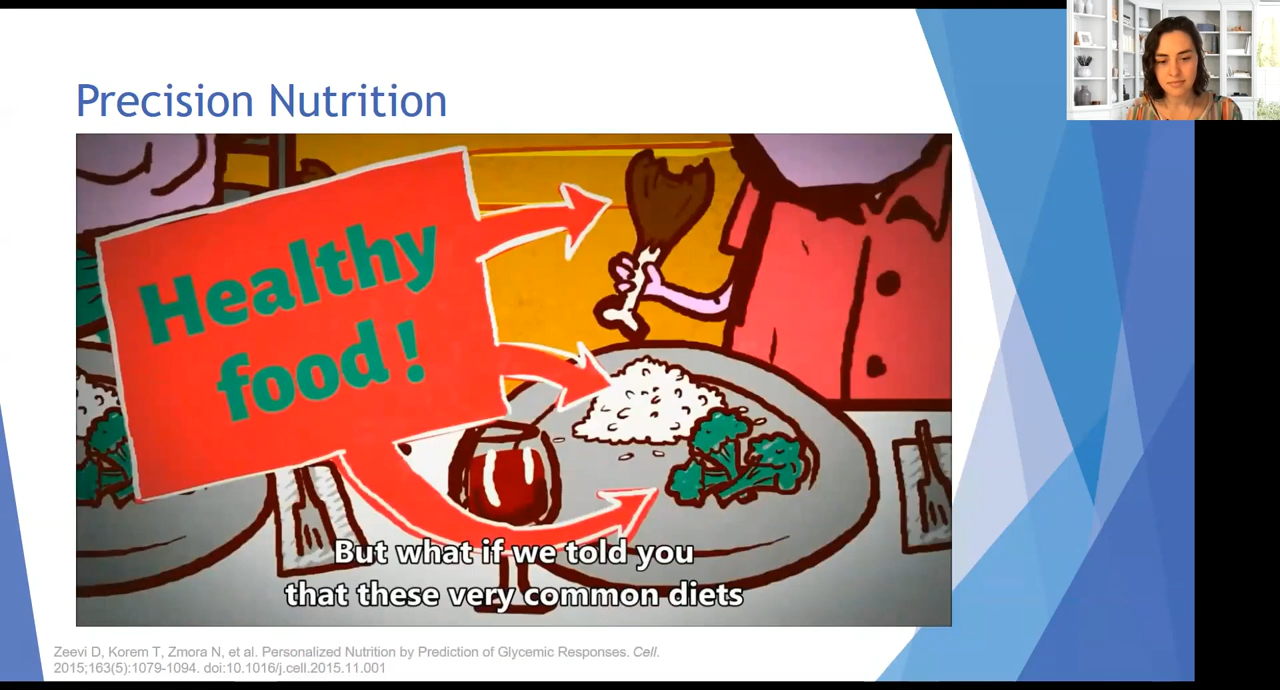 Precision Nutrition
Healthy
food!
But what if we told you
that these very common diets
Zeevi D, Korem T, Zmora N, et al. Personalized Nutrition by Prediction of Glycemic Responses. Cell.
2015;163(5):1079-1094. doi:10.1016/j.cell.2015.11.001